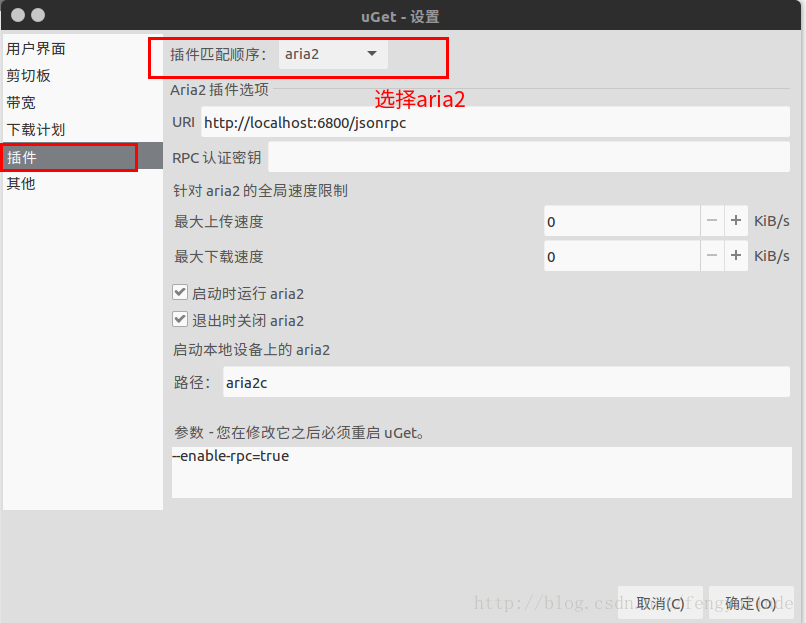 uGet - 设置
用户界面
剪切板
带宽
下载计划
插件
其他
插件匹配顺序： aria2
Aria2 插件选项
选择aria2
URI http://localhost:6800/jsonrpc
RPC 认证密钥
针对 aria2 的全局速度限制
最大上传速度 0 − + KiB/s
最大下载速度 0 − + KiB/s
启动时运行 aria2
退出时关闭 aria2
启动本地设备上的 aria2
路径： aria2c
参数 - 您在修改它之后必须重启 uGet。
--enable-rpc=true
取消(C) 确定(O)
http://blog.csdn